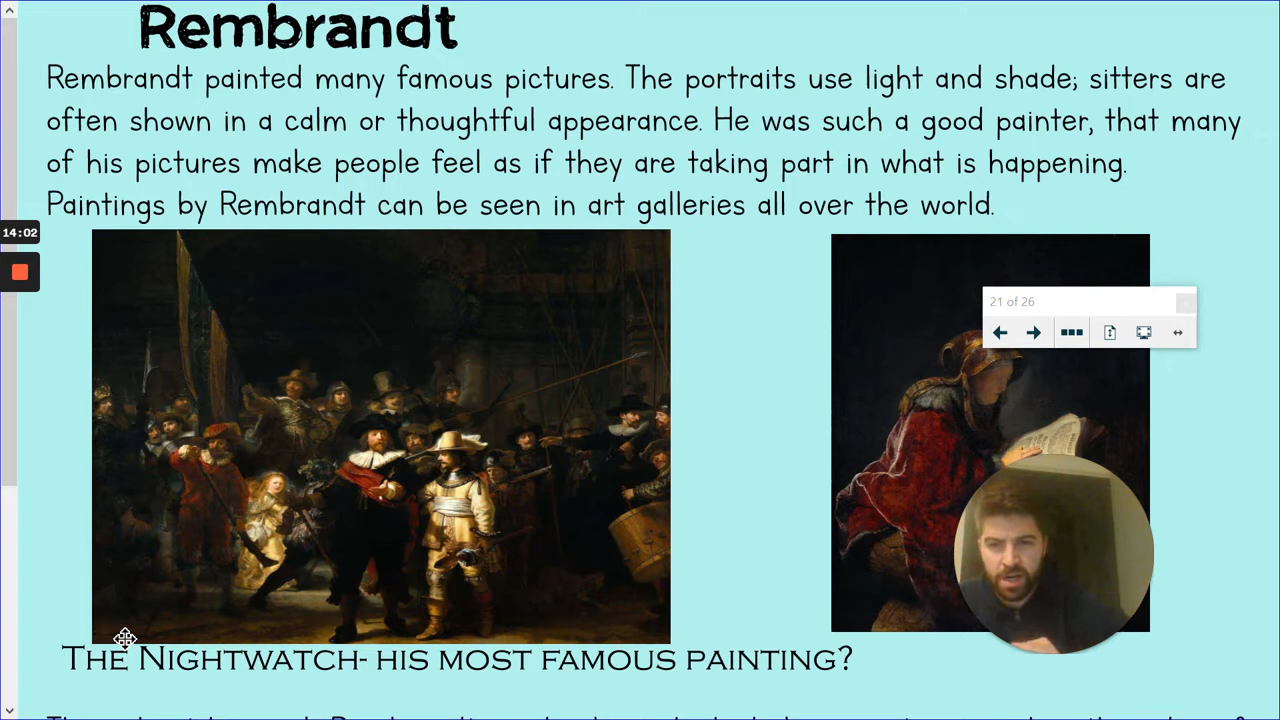 Rembrandt
Rembrandt painted many famous pictures. The portraits use light and shade; sitters are
often shown in a calm or thoughtful appearance. He was such a good painter, that many
of his pictures make people feel as if they are taking part in what is happening.
Paintings by Rembrandt can be seen in art galleries all over the world.
14:02
21 of 26
The Nightwatch- his most famous painting?